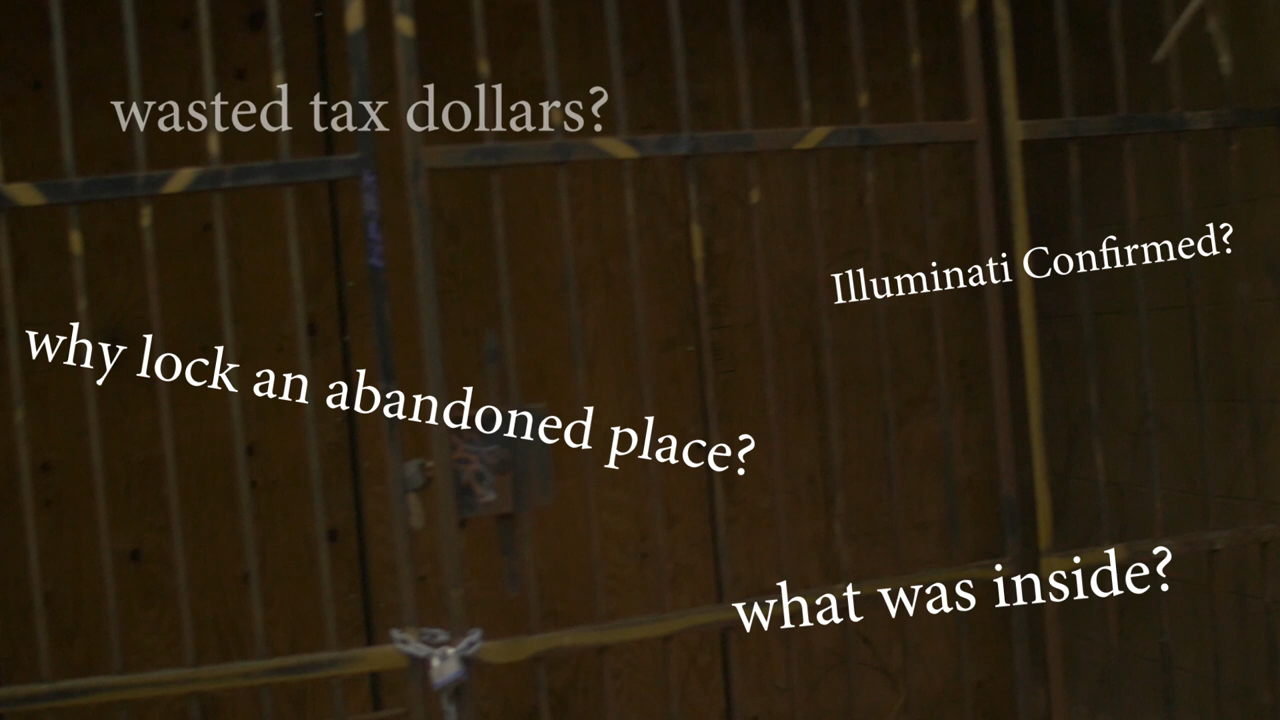 wasted tax dollars?
Illuminati Confirmed?
why lock an abandoned place?
what was inside?